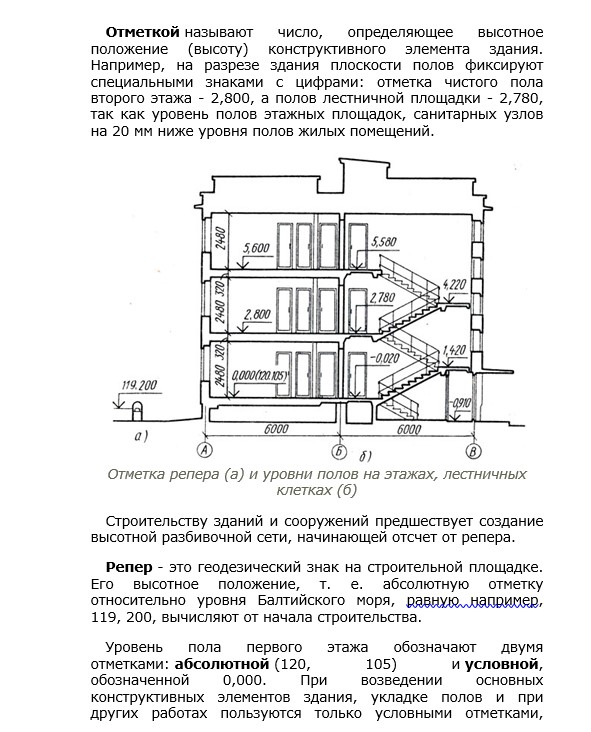 Отметкой называют число, определяющее высотное
положение (высоту) конструктивного элемента здания.
Например, на разрезе здания плоскости полов фиксируют
специальными знаками с цифрами: отметка чистого пола
второго этажа - 2,800, а полов лестничной площадки - 2,780,
так как уровень полов этажных площадок, санитарных узлов
на 20 мм ниже уровня полов жилых помещений.
2480
5,600
5,580
320
4,220
2480
2.800
2,780
320
1,420
2480
0,000(120.105)
-0,020
119.200
-0,910
6000
6000
а)
А
Б
б)
В
Отметка репера (а) и уровни полов на этажах, лестничных
клетках (б)
Строительству зданий и сооружений предшествует создание
высотной разбивочной сети, начинающей отсчет от репера.
Репер - это геодезический знак на строительной площадке.
Его высотное положение, т. е. абсолютную отметку
относительно уровня Балтийского моря, равную например,
119, 200, вычисляют от начала строительства.
Уровень пола первого этажа обозначают двумя
отметками: абсолютной (120, 105) и условной,
обозначенной 0,000. При возведении основных
конструктивных элементов здания, укладке полов и при
других работах пользуются только условными отметками,